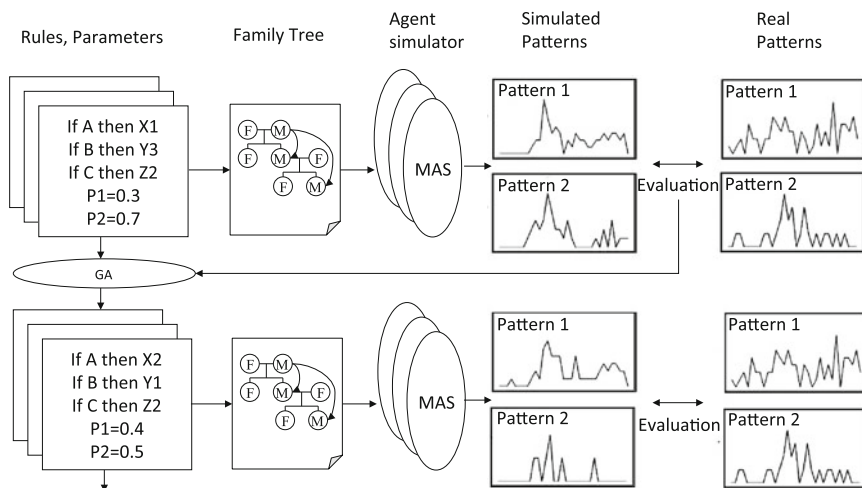 Rules, Parameters
Family Tree
Agent
simulator
Simulated
Patterns
Real
Patterns
If A then X1
If B then Y3
If C then Z2
P1=0.3
P2=0.7
F
M
F
M
F
F
M
MAS
Pattern 1
Pattern 2
Evaluation
Pattern 1
Pattern 2
GA
If A then X2
If B then Y1
If C then Z2
P1=0.4
P2=0.5
F
M
F
M
F
F
M
MAS
Pattern 1
Pattern 2
Evaluation
Pattern 1
Pattern 2